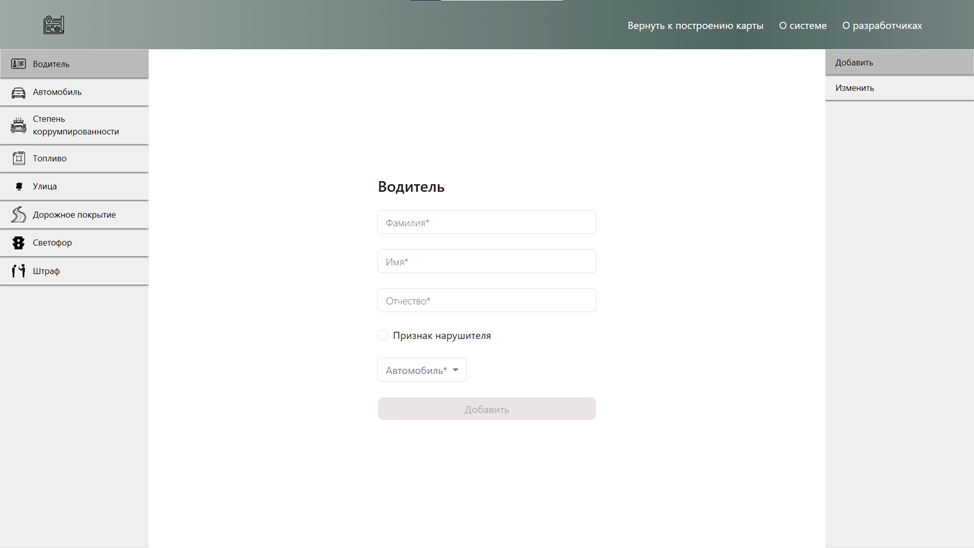 Вернуть к построению карты
О системе
О разработчиках
Водитель
Автомобиль
Степень
коррумпированности
Топливо
Улица
Дорожное покрытие
Светофор
Штраф
Водитель
Фамилия*
Имя*
Отчество*
Признак нарушителя
Автомобиль*
Добавить
Добавить
Изменить